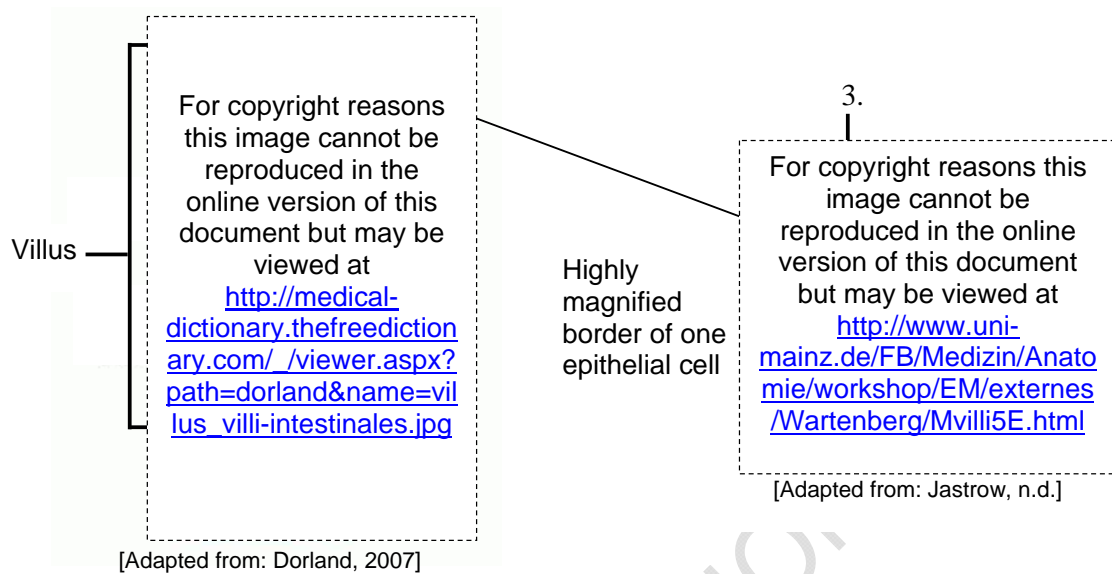 Villus
For copyright reasons
this image cannot be
reproduced in the
online version of this
document but may be
viewed at
http://medical-
dictionary.thefreediction
ary.com/_/viewer.aspx?
path=dorland&name=vil
lus_villi-intestinales.jpg
[Adapted from: Dorland, 2007]
Highly
magnified
border of one
epithelial cell
3.
For copyright reasons this
image cannot be
reproduced in the online
version of this document
but may be viewed at
http://www.uni-
mainz.de/FB/Medizin/Anato
mie/workshop/EM/externes
/Wartenberg/Mvilli5E.html
[Adapted from: Jastrow, n.d.]